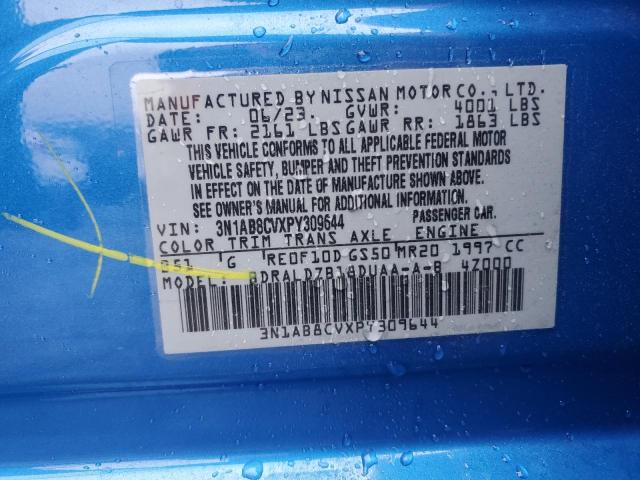 MANUFACTURED BY NISSAN MOTOR CO., LTD.
DATE: 06/23 GVWR: 4001 LBS
GAWR FR: 2161 LBS GAWR RR: 1863 LBS
THIS VEHICLE CONFORMS TO ALL APPLICABLE FEDERAL MOTOR
VEHICLE SAFETY, BUMPER AND THEFT PREVENTION STANDARDS
IN EFFECT ON THE DATE OF MANUFACTURE SHOWN ABOVE.
SEE OWNER'S MANUAL FOR ADDITIONAL INFORMATION.
VIN: 3N1AB8CVXPY309644 PASSENGER CAR.
COLOR TRIM TRANS AXLE ENGINE
G RE0F10D GS50 MR20 1997 CC
MODEL: BDRALDZB18DUAA-A-B 4Z000
3N1AB8CVXPY309644